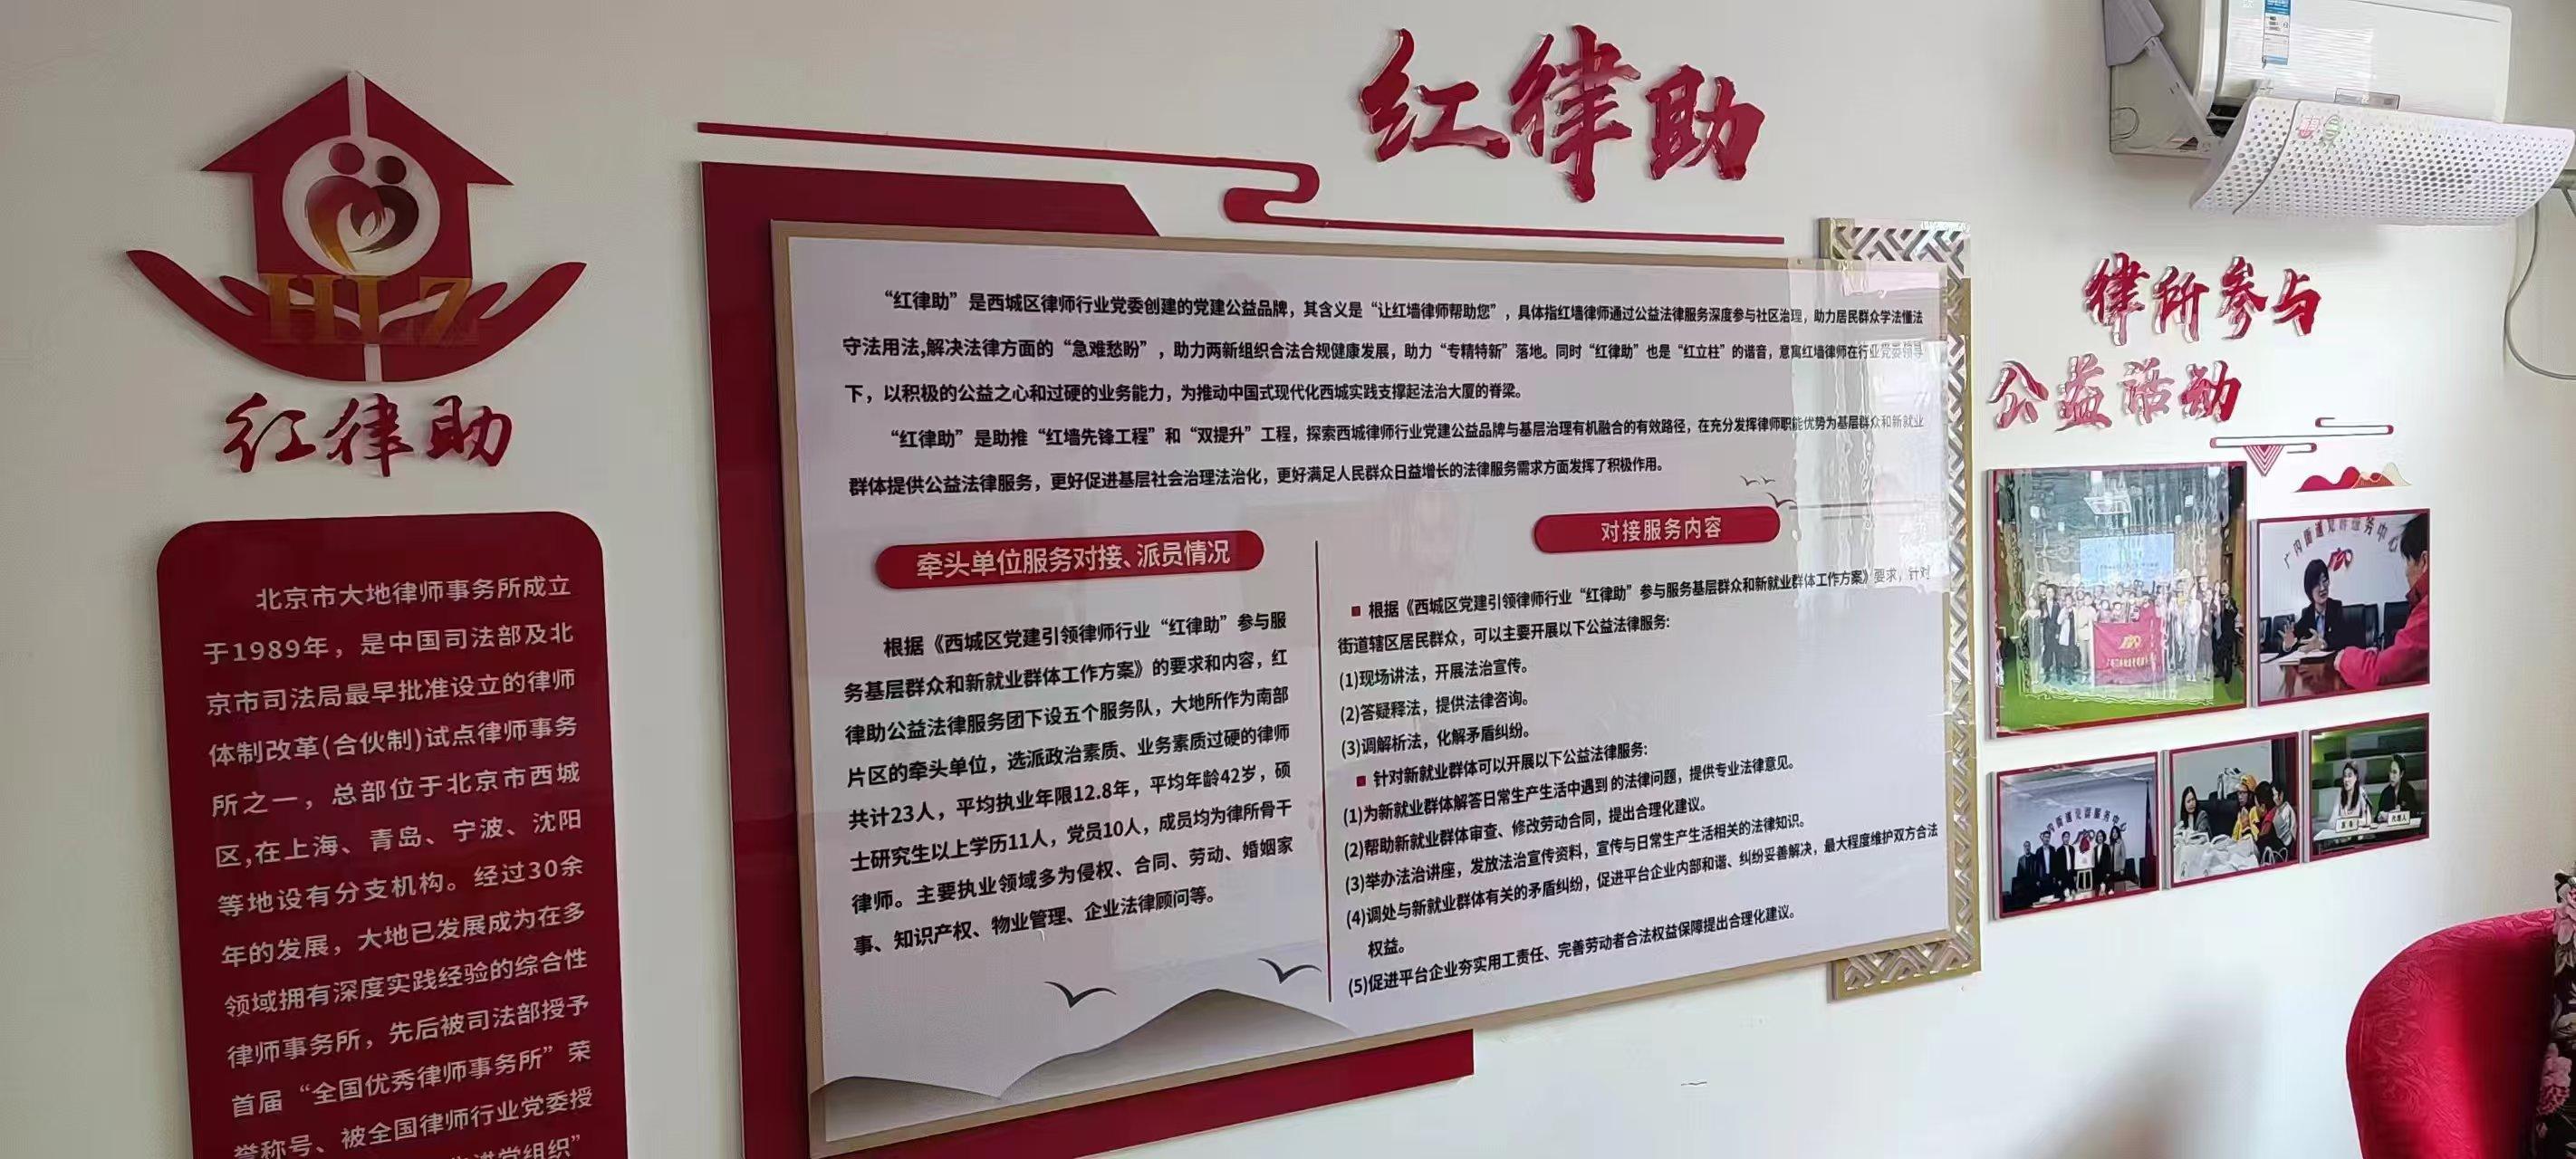 HLZ
红律助
北京市大地律师事务所成立
于1989年，是中国司法部及北
京市司法局最早批准设立的律师
体制改革(合伙制)试点律师事务
所之一，总部位于北京市西城
区,在上海、青岛、宁波、沈阳
等地设有分支机构。经过30余
年的发展，大地已发展成为在多
领域拥有深度实践经验的综合性
律师事务所，先后被司法部授予
首届“全国优秀律师事务所”荣
誉称号、被全国律师行业党委授
进党组织”
红律助
“红律助”是西城区律师行业党委创建的党建公益品牌，其含义是“让红墙律师帮助您”，具体指红墙律师通过公益法律服务深度参与社区治理，助力居民群众学法懂法
守法用法,解决法律方面的“急难愁盼”，助力两新组织合法合规健康发展，助力“专精特新”落地。同时“红律助”也是“红立柱”的谐音，意寓红墙律师在行业党委领导
下，以积极的公益之心和过硬的业务能力，为推动中国式现代化西城实践支撑起法治大厦的脊梁。
“红律助”是助推“红墙先锋工程”和“双提升”工程，探索西城律师行业党建公益品牌与基层治理有机融合的有效路径，在充分发挥律师职能优势为基层群众和新就业
群体提供公益法律服务，更好促进基层社会治理法治化，更好满足人民群众日益增长的法律服务需求方面发挥了积极作用。
牵头单位服务对接、派员情况
根据《西城区党建引领律师行业“红律助”参与服
务基层群众和新就业群体工作方案》的要求和内容，红
律助公益法律服务团下设五个服务队，大地所作为南部
片区的牵头单位，选派政治素质、业务素质过硬的律师
共计23人，平均执业年限12.8年，平均年龄42岁，硕
士研究生以上学历11人，党员10人，成员均为律所骨干
律师。主要执业领域多为侵权、合同、劳动、婚姻家
事、知识产权、物业管理、企业法律顾问等。
对接服务内容
根据《西城区党建引领律师行业“红律助”参与服务基层群众和新就业群体工作方案》要求，针对
街道辖区居民群众，可以主要开展以下公益法律服务:
(1)现场讲法，开展法治宣传。
(2)答疑释法，提供法律咨询。
(3)调解析法，化解矛盾纠纷。
针对新就业群体可以开展以下公益法律服务:
(1)为新就业群体解答日常生产生活中遇到的法律问题，提供专业法律意见。
(2)帮助新就业群体审查、修改劳动合同，提出合理化建议。
(3)举办法治讲座，发放法治宣传资料，宣传与日常生产生活相关的法律知识。
(4)调处与新就业群体有关的矛盾纠纷，促进平台企业内部和谐、纠纷妥善解决，最大程度维护双方合法
权益。
(5)促进平台企业夯实用工责任、完善劳动者合法权益保障提出合理化建议。
律所参与
公益活动
广内街道党群服务中心
内街道党群服务中心